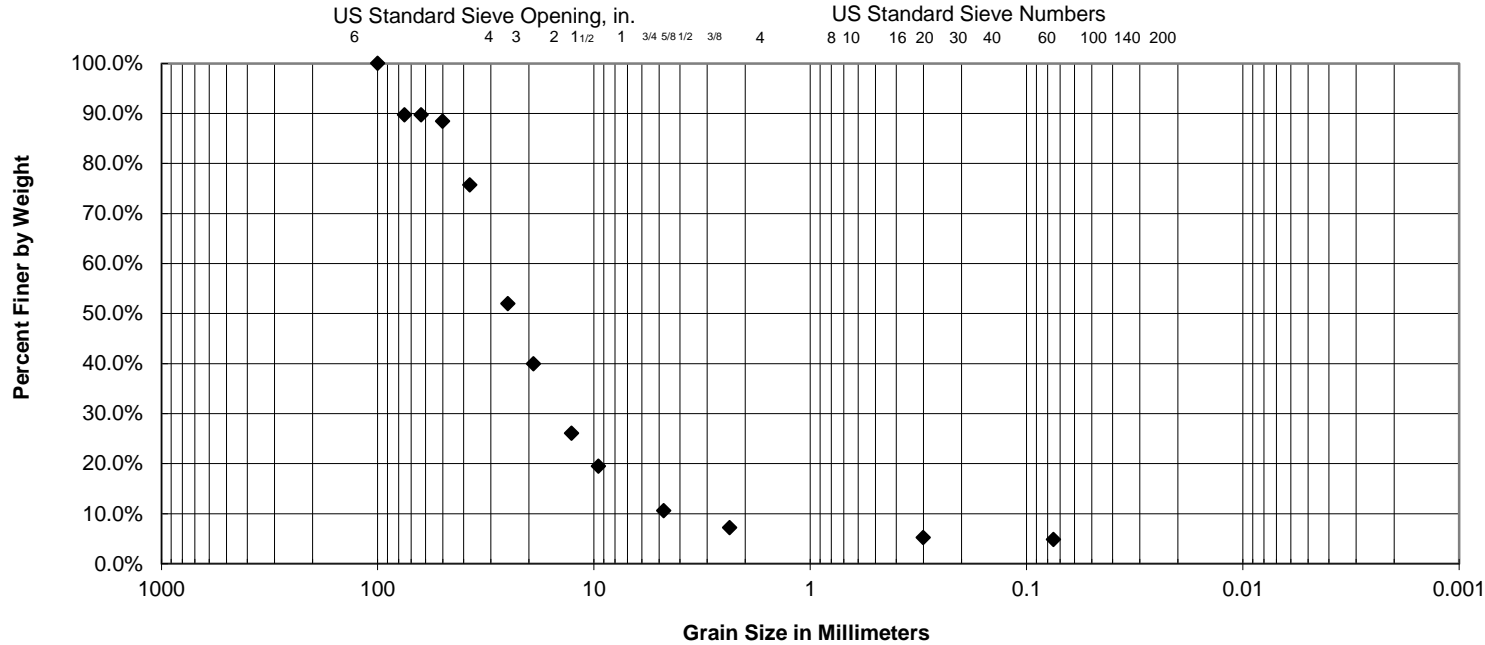 US Standard Sieve Opening, in. US Standard Sieve Numbers
6 4 3 2 1 1/2 1 3/4 5/8 1/2 3/8 4 8 10 16 20 30 40 60 100 140 200
100.0%
90.0%
80.0%
70.0%
60.0%
50.0%
40.0%
30.0%
20.0%
10.0%
0.0%
Percent Finer by Weight
1000 100 10 1 0.1 0.01 0.001
Grain Size in Millimeters